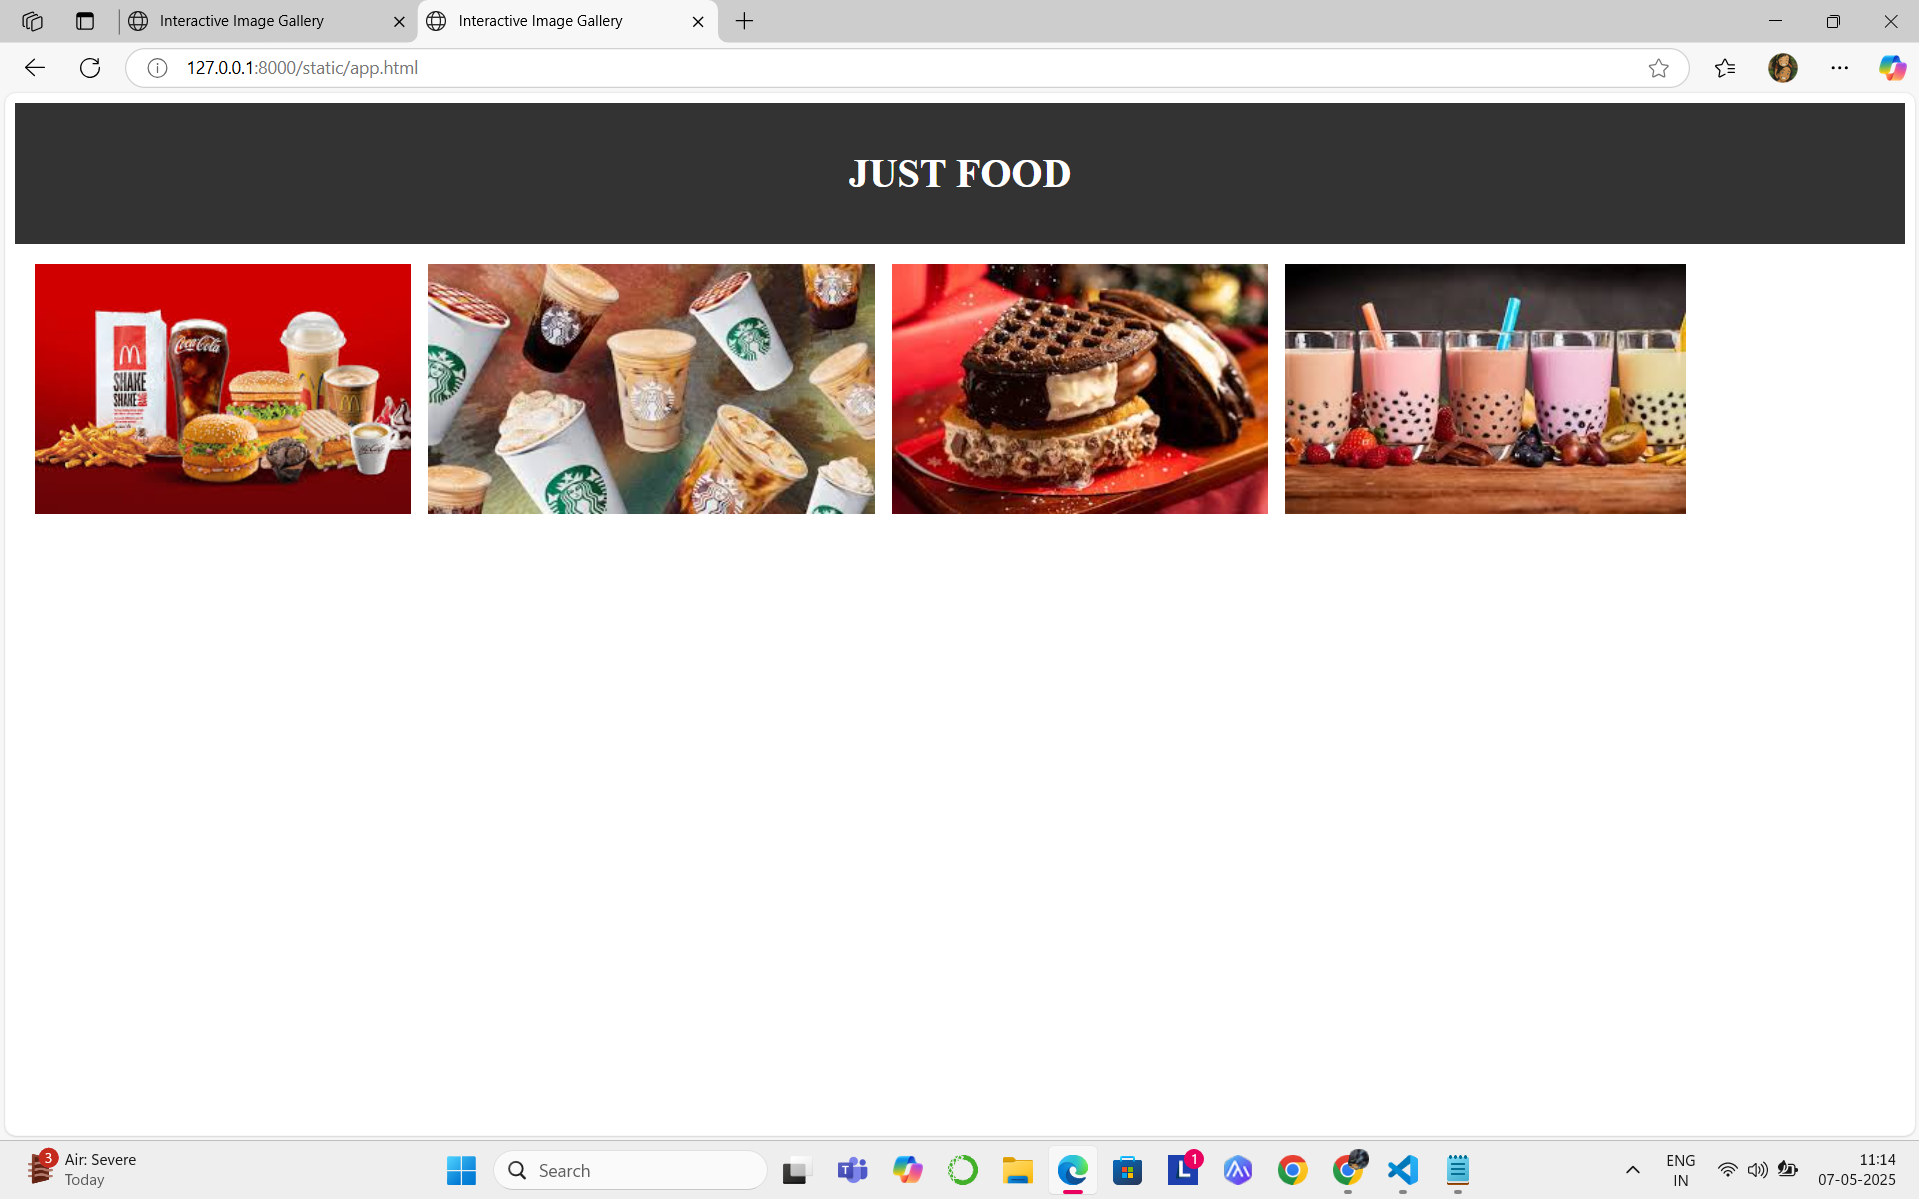 Interactive Image Gallery
Interactive Image Gallery
127.0.0.1:8000/static/app.html
JUST FOOD
SHAKE
SHAKE
Coca-Cola
3
Air: Severe
Today
Search
1
ENG
IN
11:14
07-05-2025